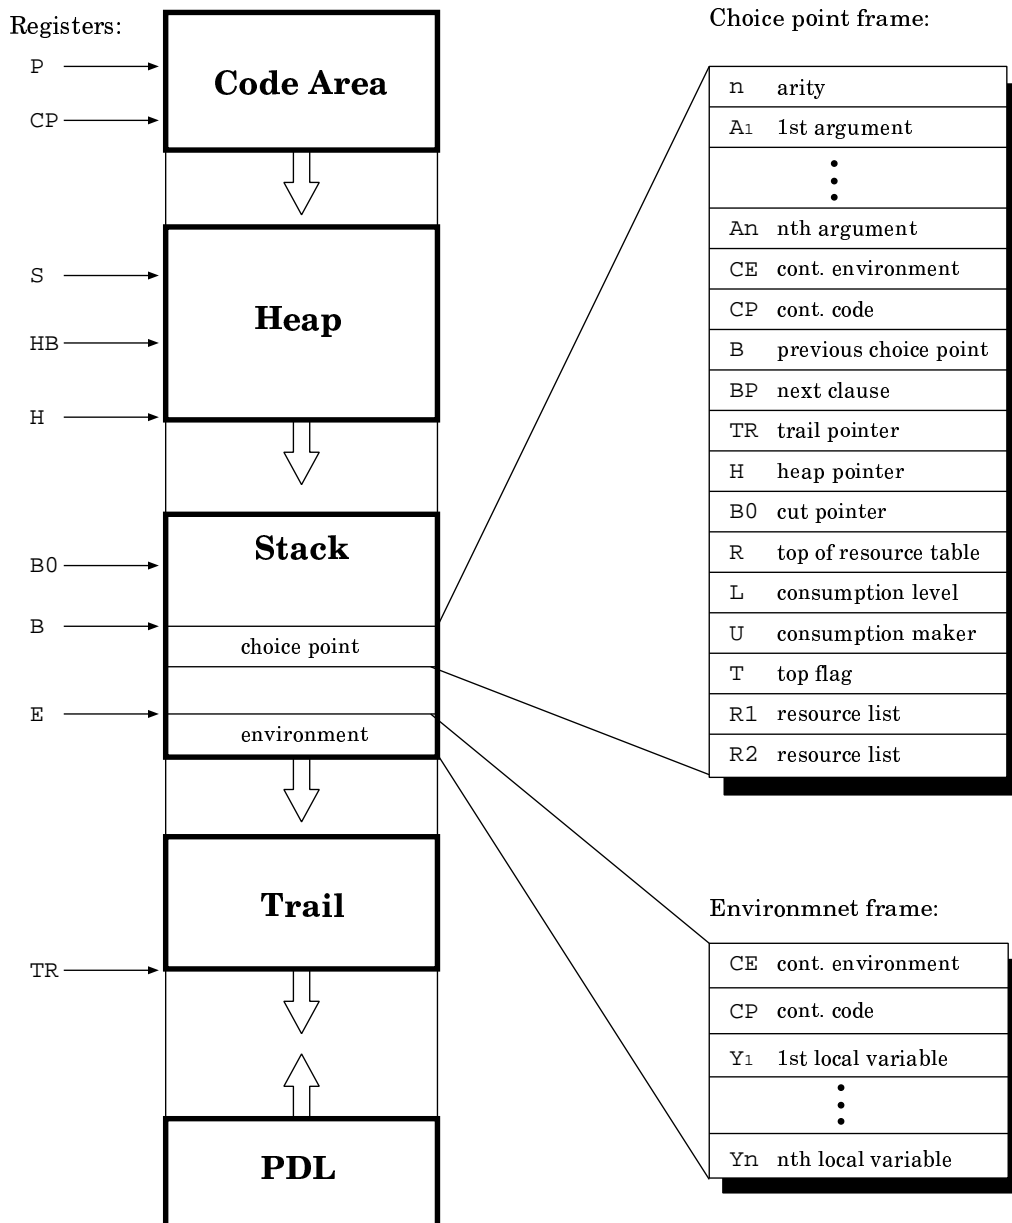 Registers:
P
CP
Code Area
S
HB
H
Heap
B0
B
E
Stack
choice point
environment
TR
Trail
PDL
Choice point frame:
n arity
A1 1st argument
An nth argument
CE cont. environment
CP cont. code
B previous choice point
BP next clause
TR trail pointer
H heap pointer
B0 cut pointer
R top of resource table
L consumption level
U consumption maker
T top flag
R1 resource list
R2 resource list
Environmnet frame:
CE cont. environment
CP cont. code
Y1 1st local variable
Yn nth local variable